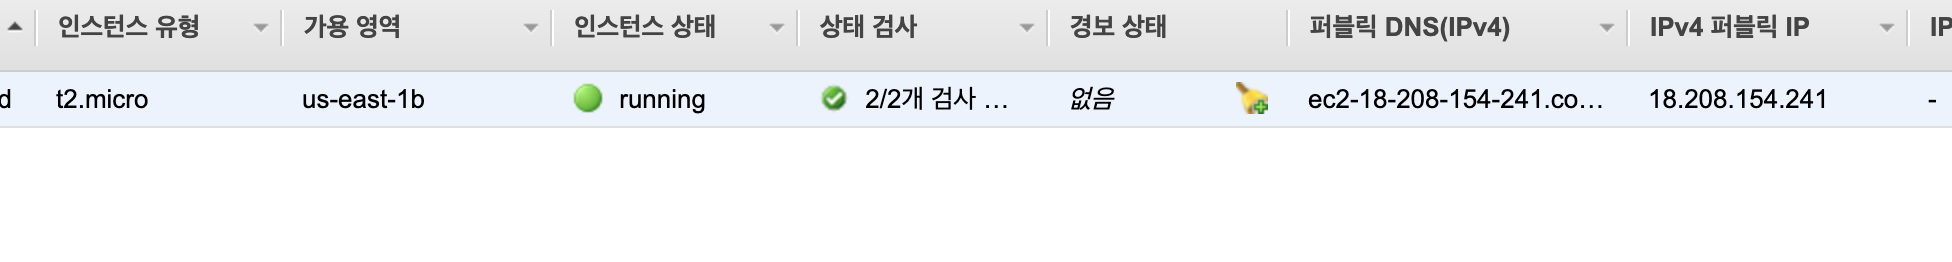 인스턴스 유형 가용 영역 인스턴스 상태 상태 검사 경보 상태 퍼블릭 DNS(IPv4) IPv4 퍼블릭 IP IP
d t2.micro us-east-1b running 2/2개 검사 ... 없음 ec2-18-208-154-241.co... 18.208.154.241 -